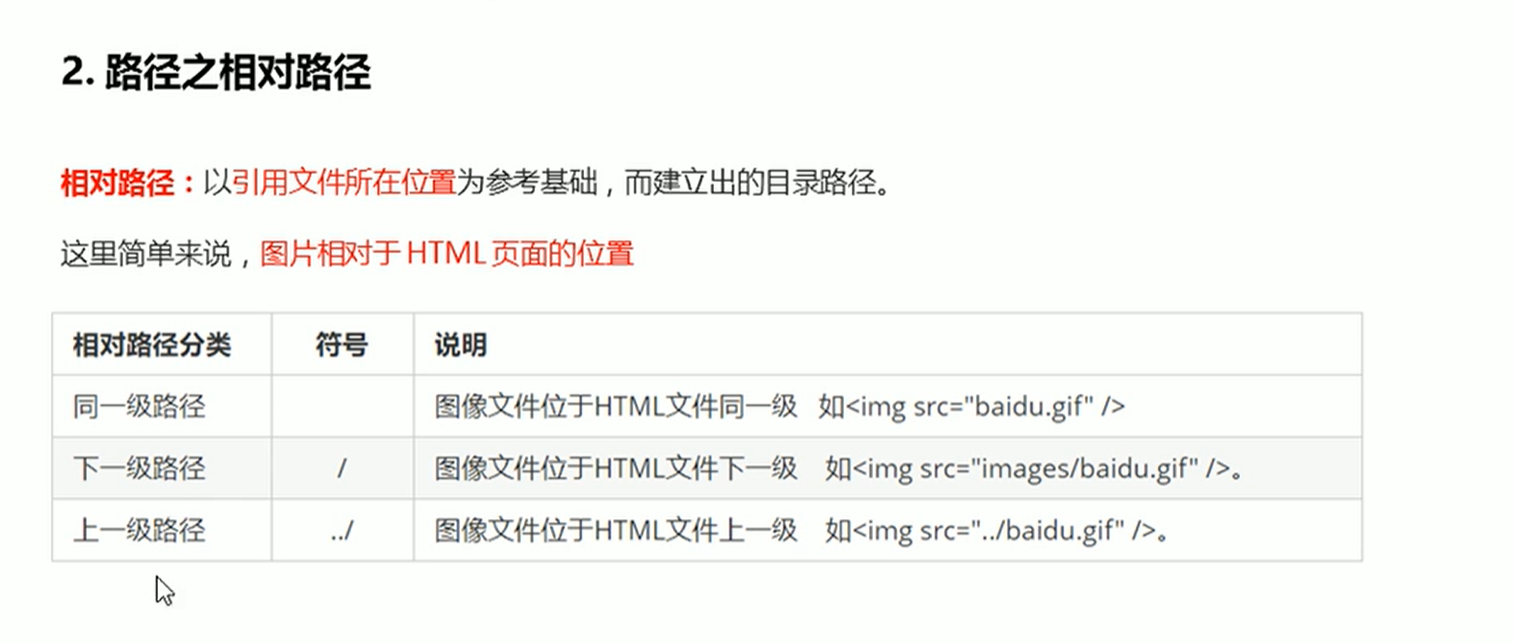 2. 路径之相对路径
相对路径：以引用文件所在位置为参考基础，而建立出的目录路径。
这里简单来说，图片相对于 HTML 页面的位置
相对路径分类 符号 说明
同一级路径 图像文件位于HTML文件同一级 如<img src="baidu.gif" />
下一级路径 / 图像文件位于HTML文件下一级 如<img src="images/baidu.gif" />。
上一级路径 ../ 图像文件位于HTML文件上一级 如<img src="../baidu.gif" />。